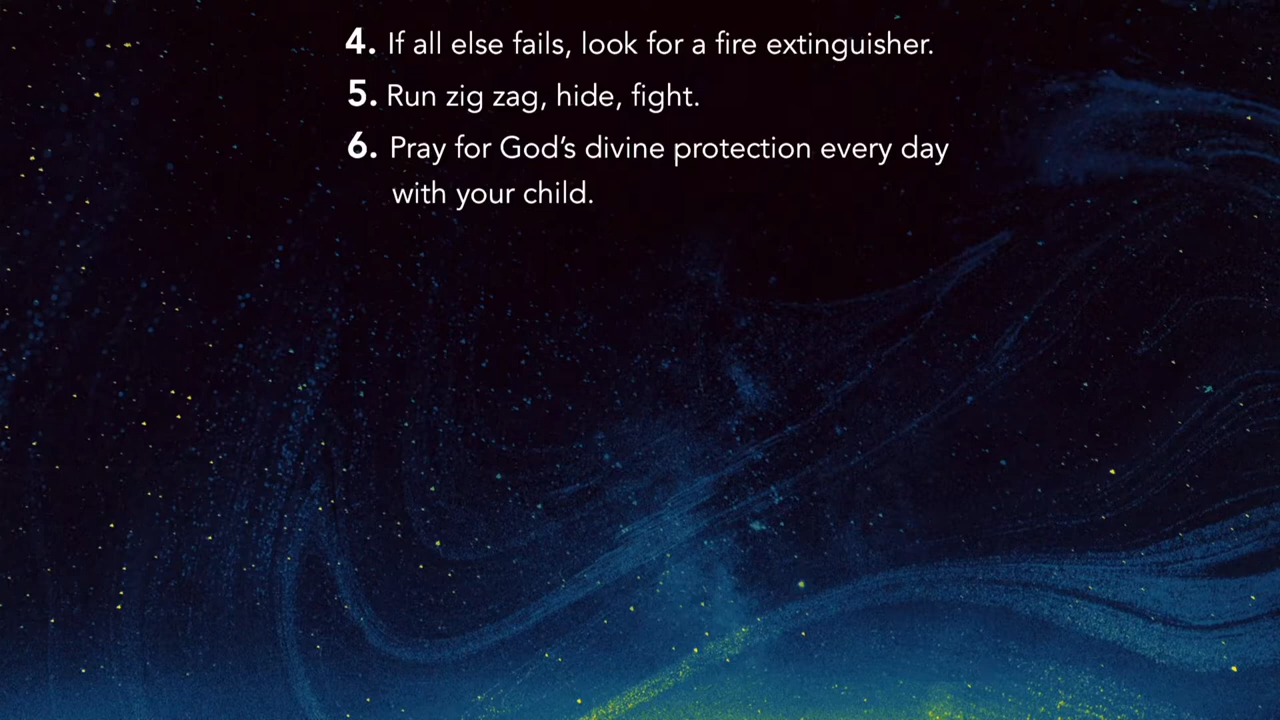 4. If all else fails, look for a fire extinguisher.
5. Run zig zag, hide, fight.
6. Pray for God’s divine protection every day
with your child.